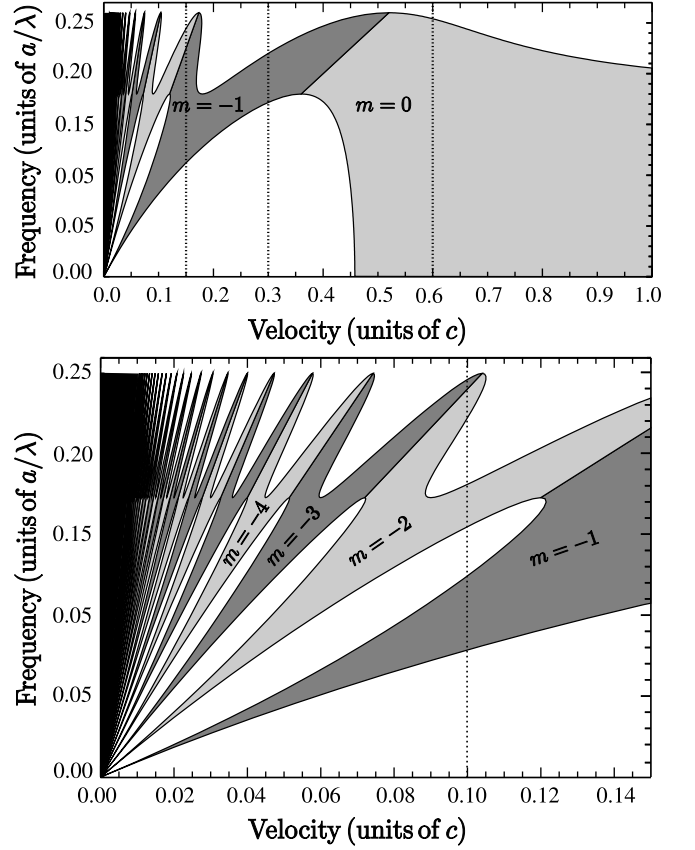 0.25
0.20
0.15
0.05
0.05
0.00
Frequency (units of a/λ)
m = −1
m = 0
0.0 0.1 0.2 0.3 0.4 0.5 0.6 0.7 0.8 0.9 1.0
Velocity (units of c)
0.25
0.20
0.15
0.05
0.05
0.00
Frequency (units of a/λ)
m = −4
m = −3
m = −2
m = −1
0.00 0.02 0.04 0.06 0.08 0.10 0.12 0.14
Velocity (units of c)